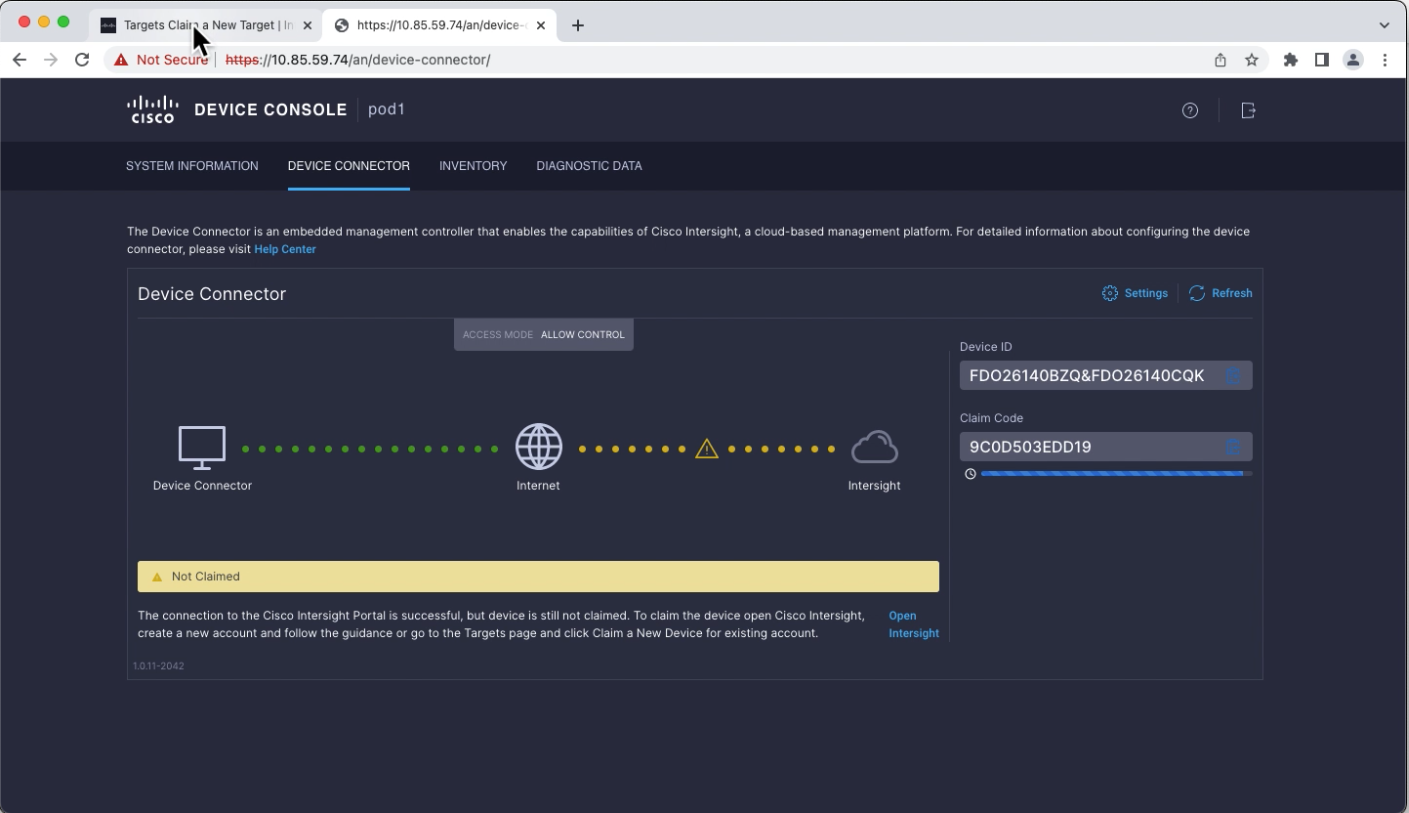 Targets Claim a New Target | In
https://10.85.59.74/an/device-c
Not Secure
https://10.85.59.74/an/device-connector/
cisco
DEVICE CONSOLE
pod1
SYSTEM INFORMATION
DEVICE CONNECTOR
INVENTORY
DIAGNOSTIC DATA
The Device Connector is an embedded management controller that enables the capabilities of Cisco Intersight, a cloud-based management platform. For detailed information about configuring the device
connector, please visit Help Center
Device Connector
Settings
Refresh
ACCESS MODE ALLOW CONTROL
Device ID
FDO26140BZQ&FDO26140CQK
Claim Code
9C0D503EDD19
Device Connector
Internet
Intersight
Not Claimed
The connection to the Cisco Intersight Portal is successful, but device is still not claimed. To claim the device open Cisco Intersight,
create a new account and follow the guidance or go to the Targets page and click Claim a New Device for existing account.
Open
Intersight
1.0.11-2042